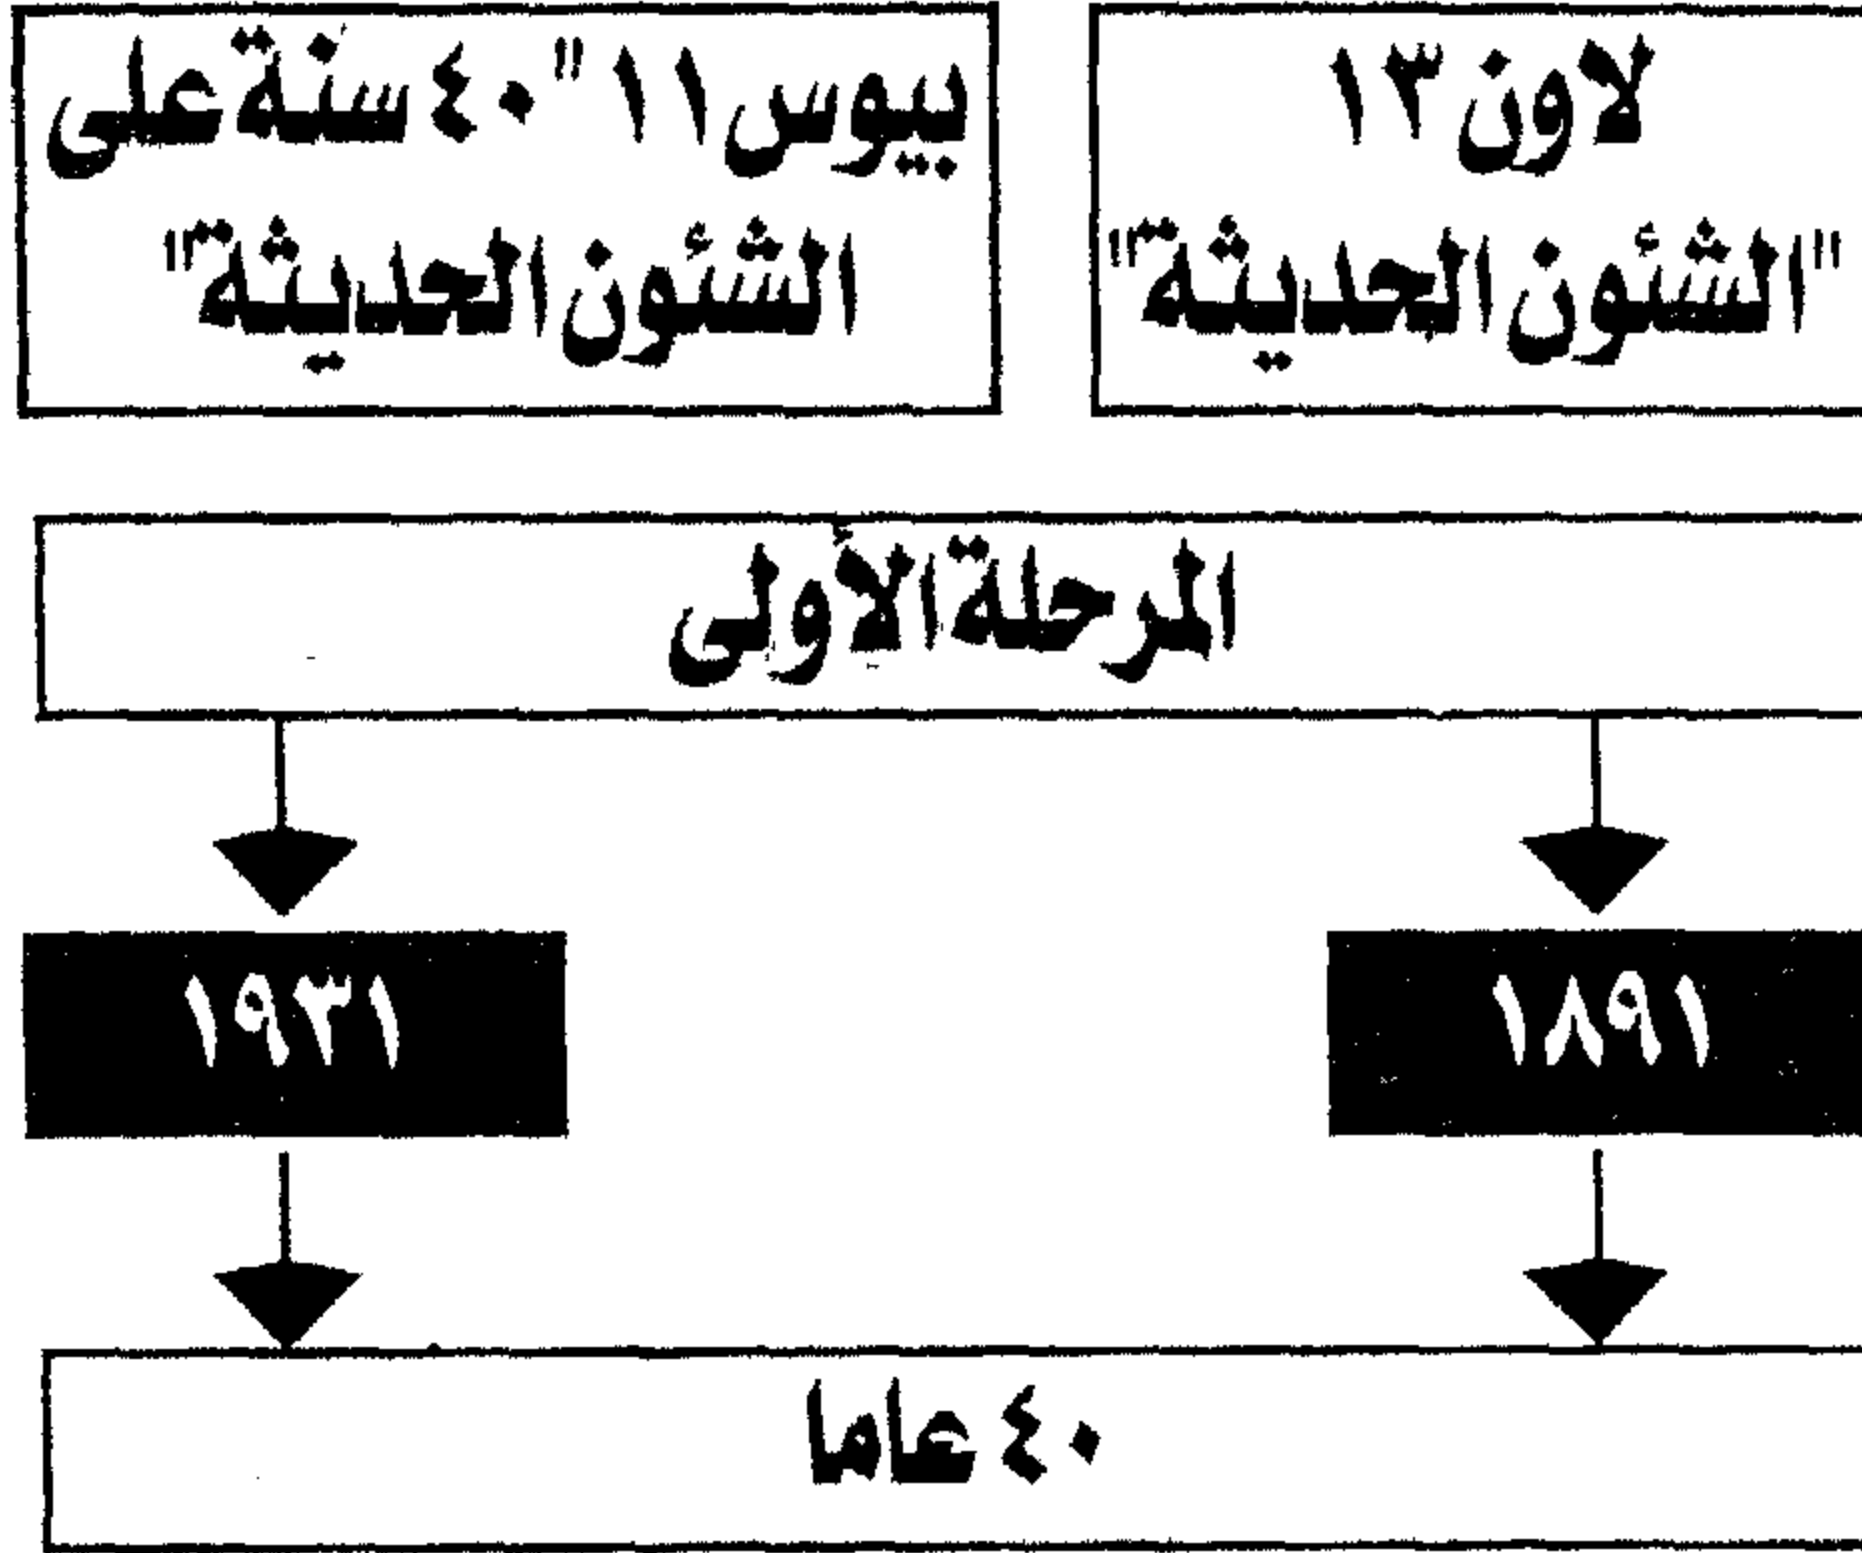 لاون ١٣
"الشئون الحديثة"
بيوس ١١ "٤٠ سنة على
الشئون الحديثة"
المرحلة الأولى
١٨٩١
١٩٣١
٤٠ عاما